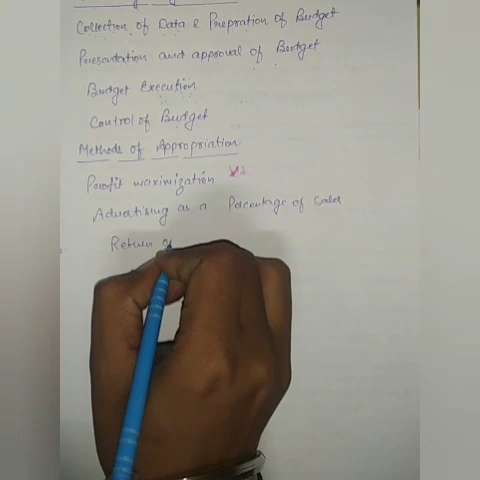 Collection of Data & Prepration of Budget
Presentation and approval of Budget
Budget Execution
Control of Budget
Methods of Appropriation
Profit maximization
Advertising as a Percentage of Sales
Return